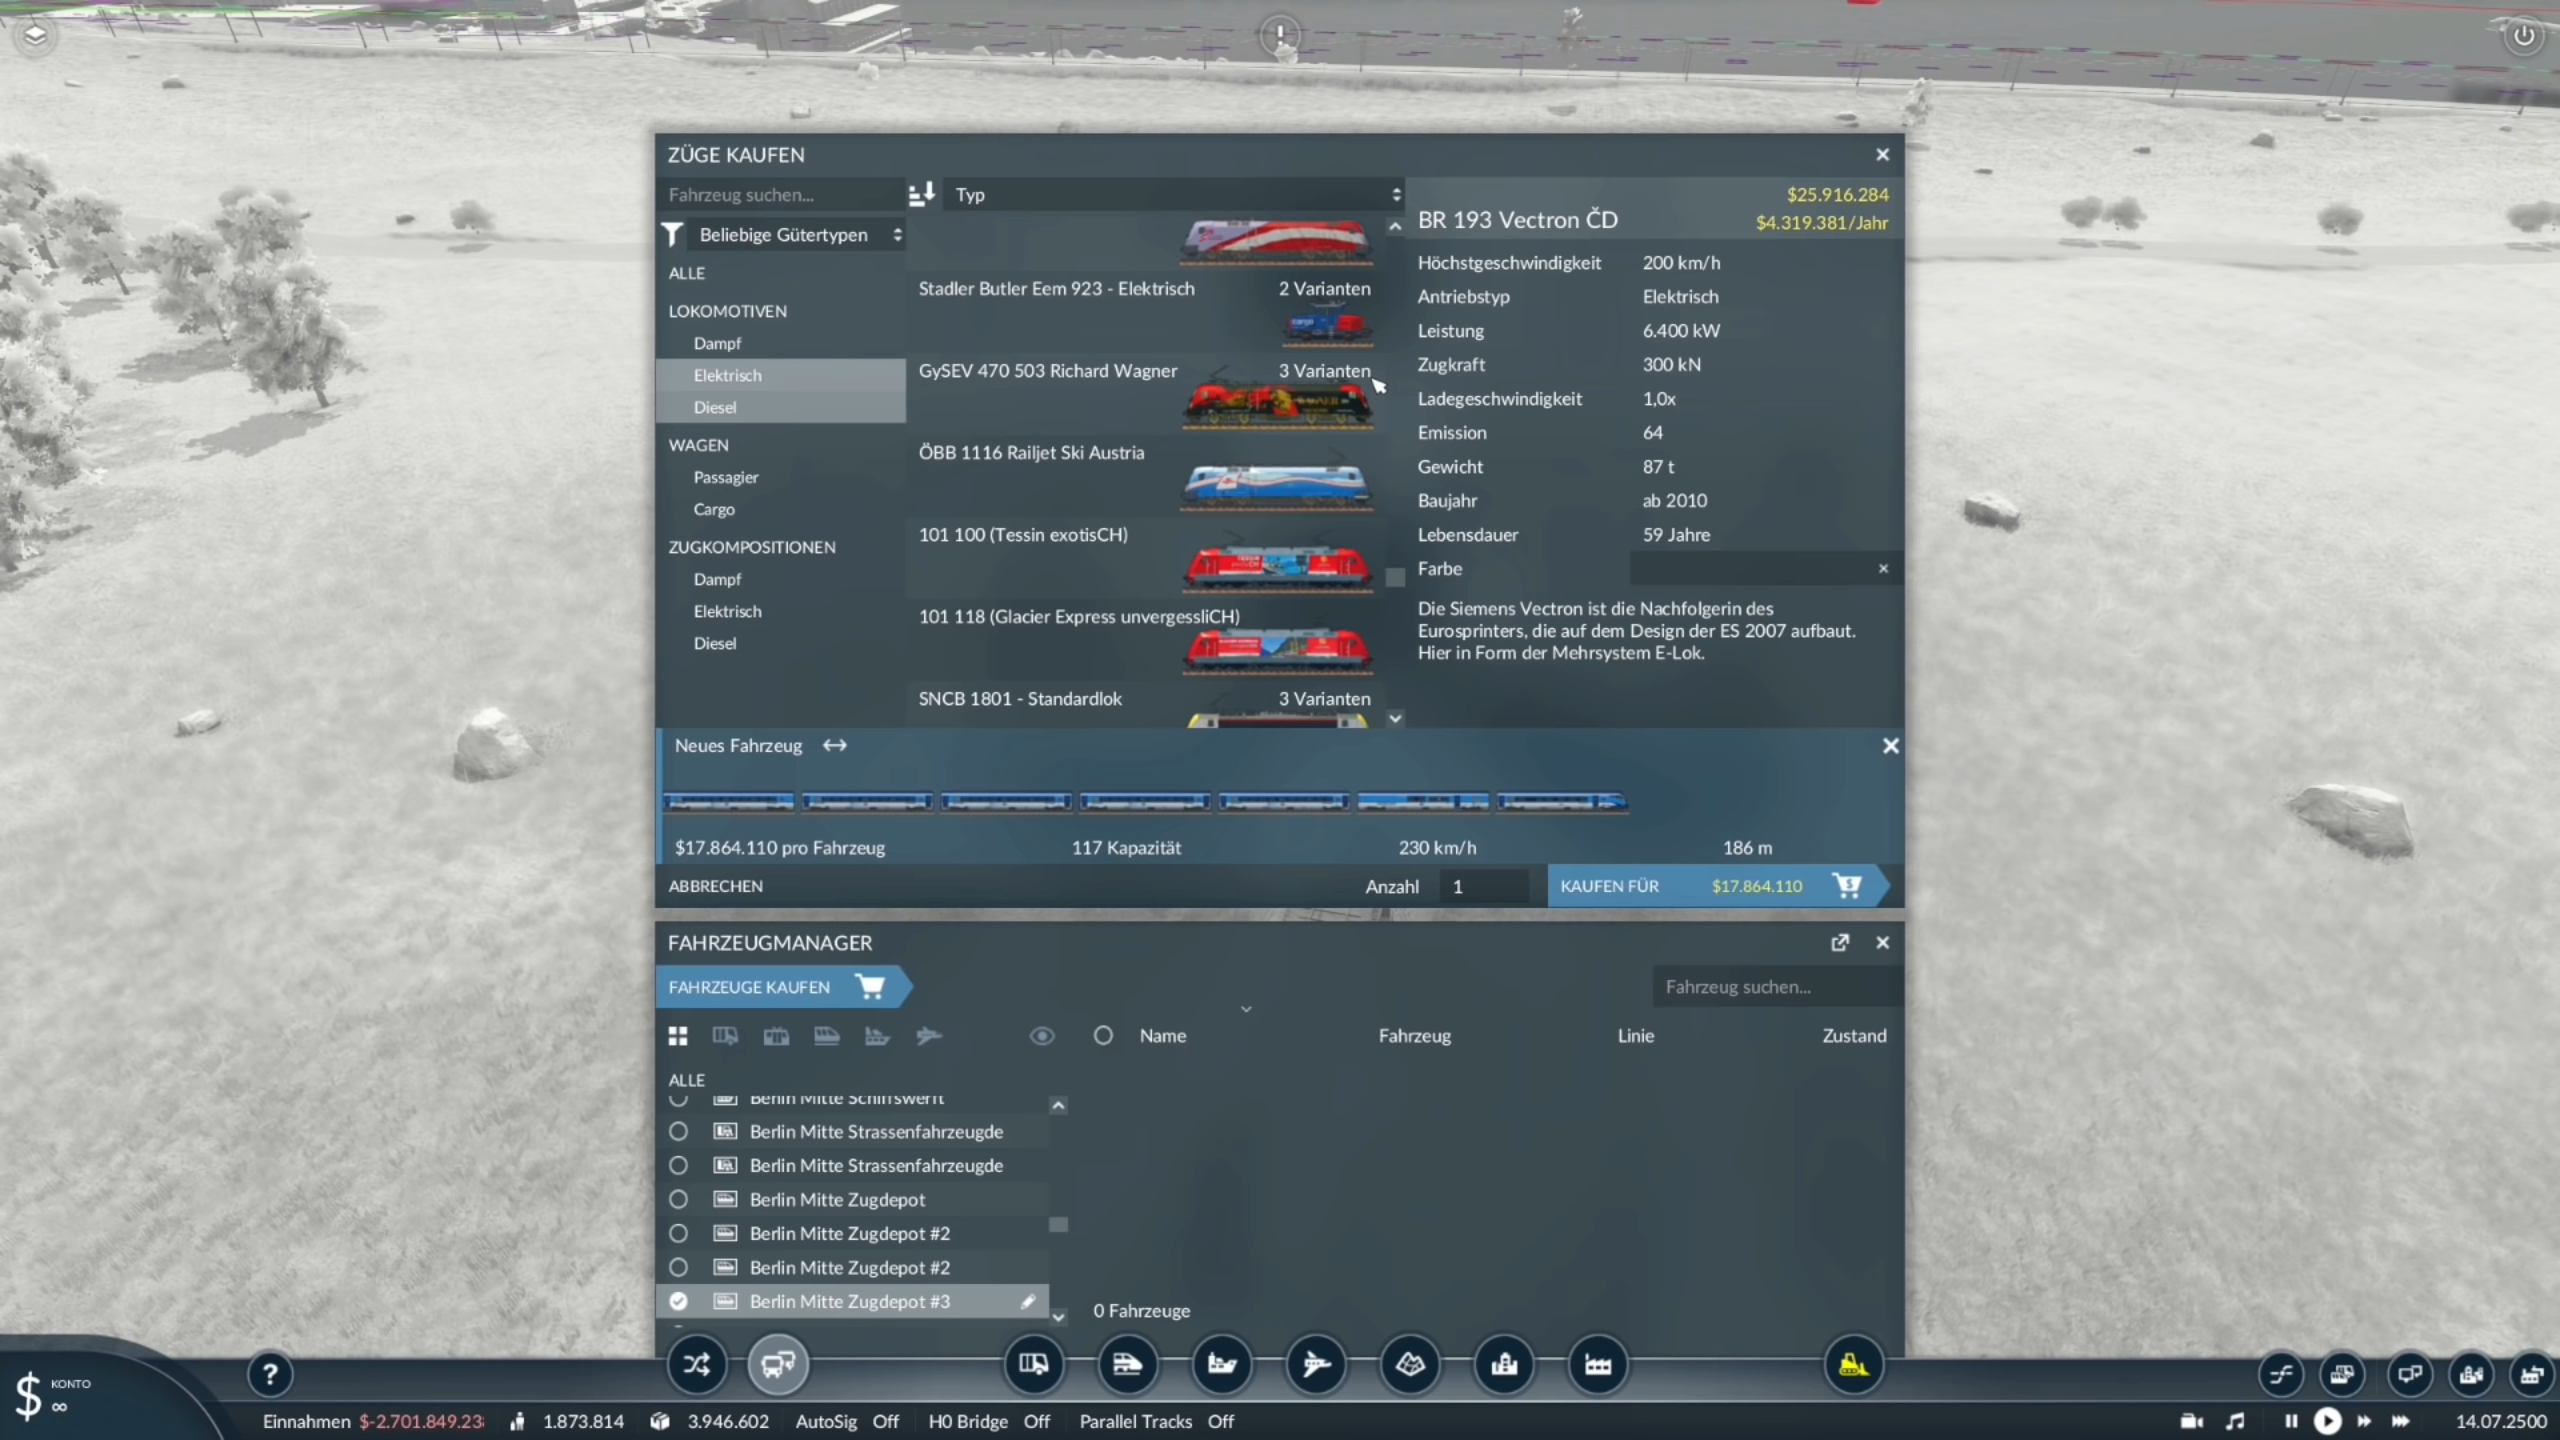 ZÜGE KAUFEN
Fahrzeug suchen...
Typ
Beliebige Gütertypen
ALLE
LOKOMOTIVEN
Dampf
Elektrisch
Diesel
WAGEN
Passagier
Cargo
ZUGKOMPOSITIONEN
Dampf
Elektrisch
Diesel
Stadler Butler Eem 923 - Elektrisch 2 Varianten
cargo
GySEV 470 503 Richard Wagner 3 Varianten
ÖBB 1116 Railjet Ski Austria
101 100 (Tessin exotisCH)
101 118 (Glacier Express unvergessliCH)
SNCB 1801 - Standardlok 3 Varianten
$25.916.284
BR 193 Vectron ČD
$4.319.381/Jahr
Höchstgeschwindigkeit 200 km/h
Antriebstyp Elektrisch
Leistung 6.400 kW
Zugkraft 300 kN
Ladegeschwindigkeit 1,0x
Emission 64
Gewicht 87 t
Baujahr ab 2010
Lebensdauer 59 Jahre
Farbe
Die Siemens Vectron ist die Nachfolgerin des
Eurosprinters, die auf dem Design der ES 2007 aufbaut.
Hier in Form der Mehrsystem E-Lok.
Neues Fahrzeug
$17.864.110 pro Fahrzeug 117 Kapazität 230 km/h 186 m
ABBRECHEN Anzahl 1 KAUFEN FÜR $17.864.110
FAHRZEUGMANAGER
FAHRZEUGE KAUFEN
Fahrzeug suchen...
Name Fahrzeug Linie Zustand
ALLE
Berlin Mitte Schiffswerft
Berlin Mitte Strassenfahrzeugde
Berlin Mitte Strassenfahrzeugde
Berlin Mitte Zugdepot
Berlin Mitte Zugdepot #2
Berlin Mitte Zugdepot #2
Berlin Mitte Zugdepot #3
0 Fahrzeuge
$ KONTO
∞
?
Einnahmen $-2.701.849.23 1.873.814 3.946.602 AutoSig Off H0 Bridge Off Parallel Tracks Off 14.07.2500